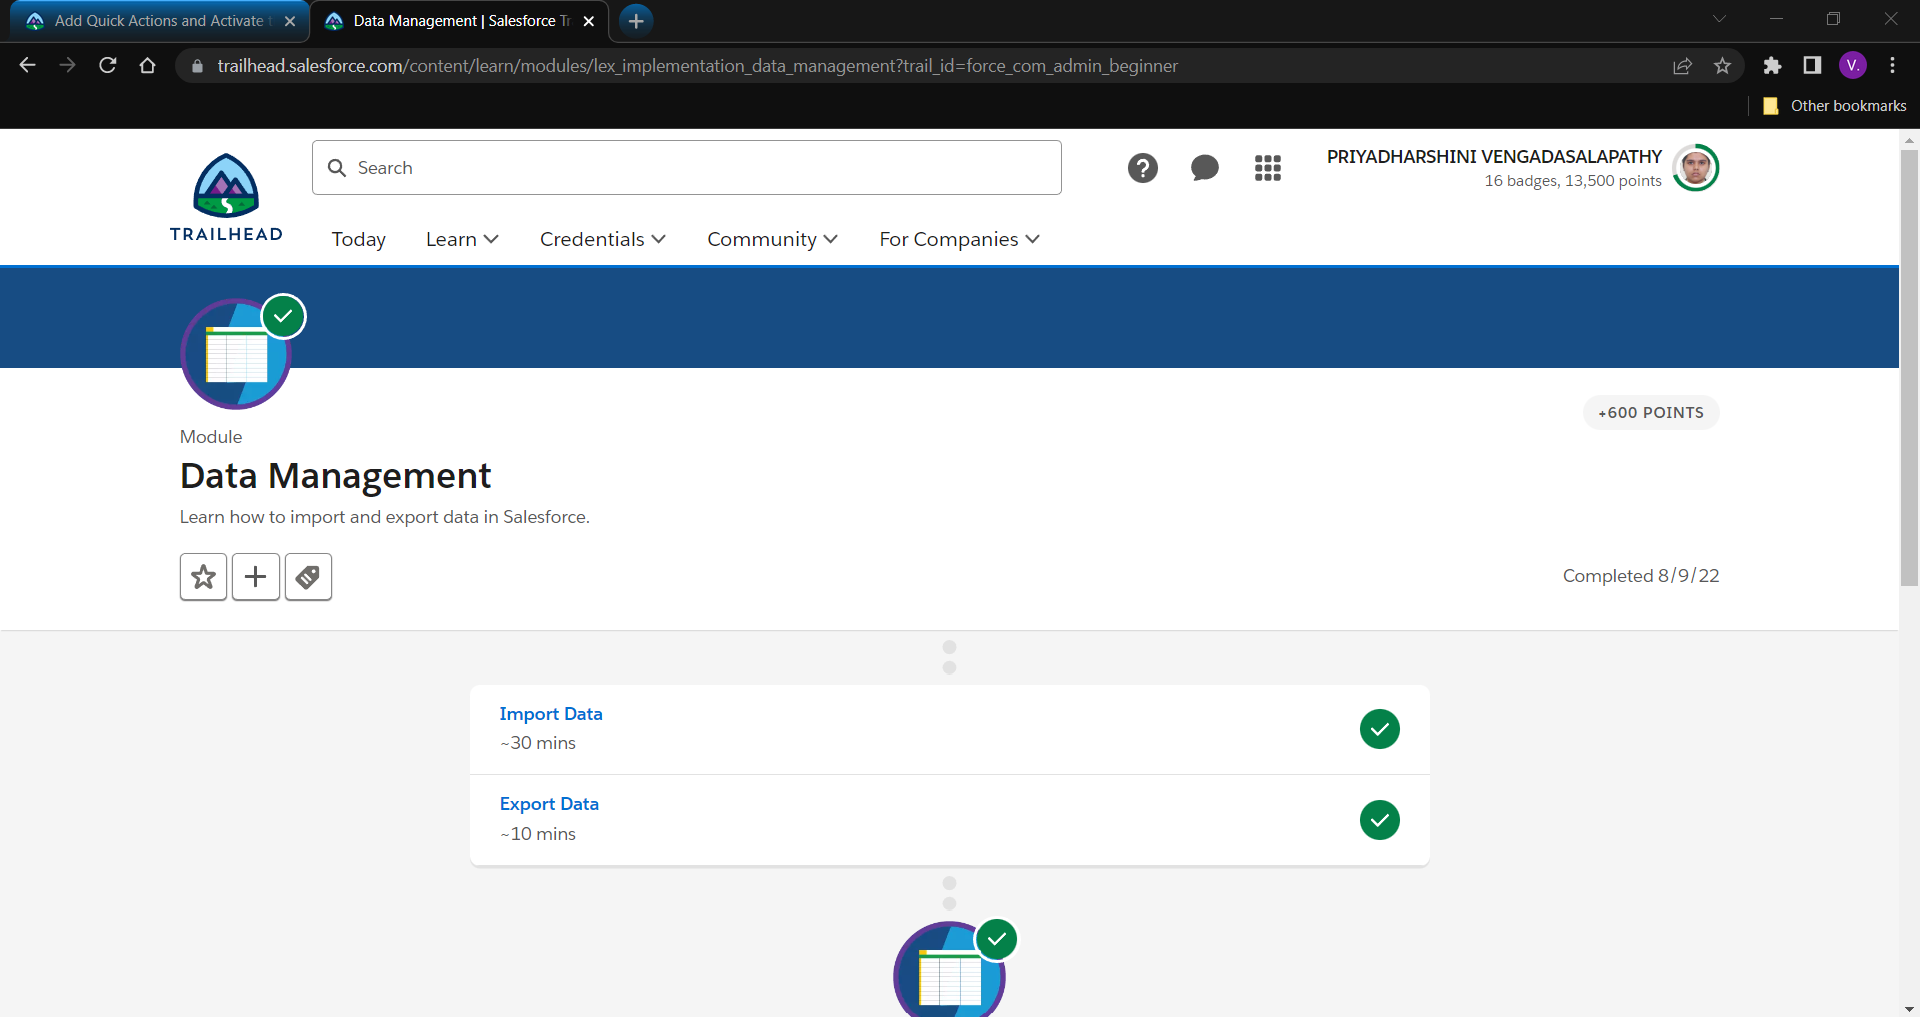 Add Quick Actions and Activate t
Data Management | Salesforce Tr
trailhead.salesforce.com/content/learn/modules/lex_implementation_data_management?trail_id=force_com_admin_beginner
V.
Other bookmarks
TRAILHEAD
Search
PRIYADHARSHINI VENGADASALAPATHY
16 badges, 13,500 points
Today
Learn
Credentials
Community
For Companies
+600 POINTS
Module
Data Management
Learn how to import and export data in Salesforce.
Completed 8/9/22
Import Data
~30 mins
Export Data
~10 mins